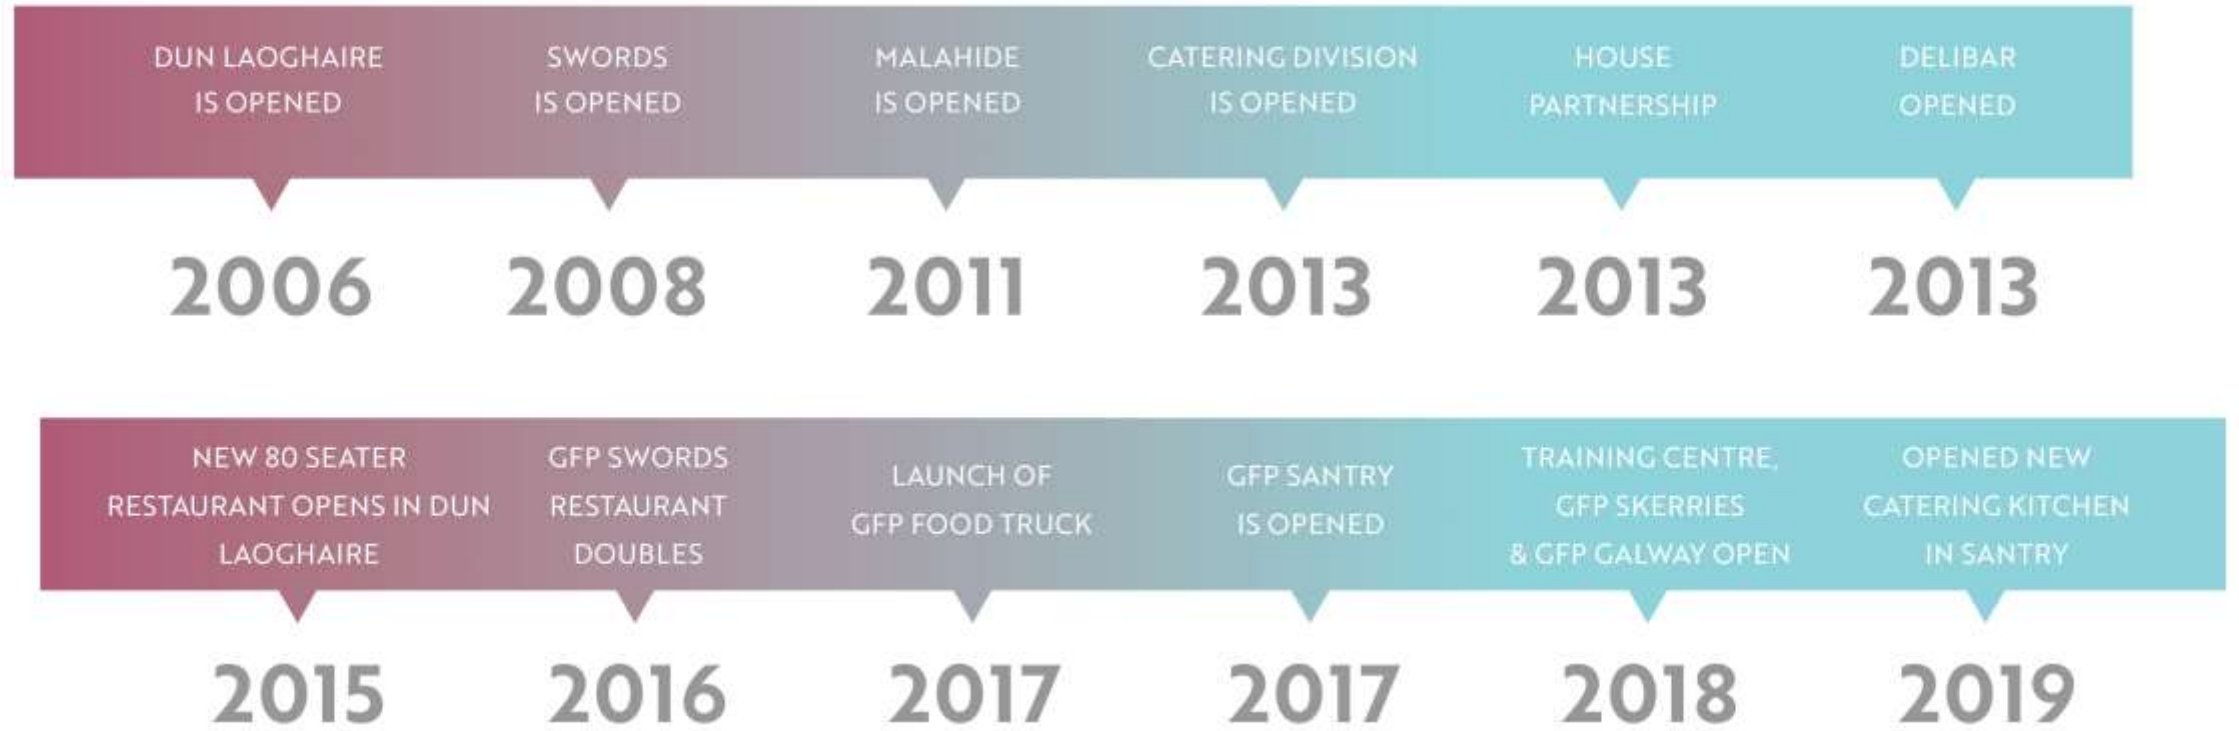 DUN LAOGHAIRE
IS OPENED
2006
SWORDS
IS OPENED
2008
MALAHIDE
IS OPENED
2011
CATERING DIVISION
IS OPENED
2013
HOUSE
PARTNERSHIP
2013
DELIBAR
OPENED
2013
NEW 80 SEATER
RESTAURANT OPENS IN DUN
LAOGHAIRE
2015
GFP SWORDS
RESTAURANT
DOUBLES
2016
LAUNCH OF
GFP FOOD TRUCK
2017
GFP SANTRY
IS OPENED
2017
TRAINING CENTRE,
GFP SKERRIES
& GFP GALWAY OPEN
2018
OPENED NEW
CATERING KITCHEN
IN SANTRY
2019